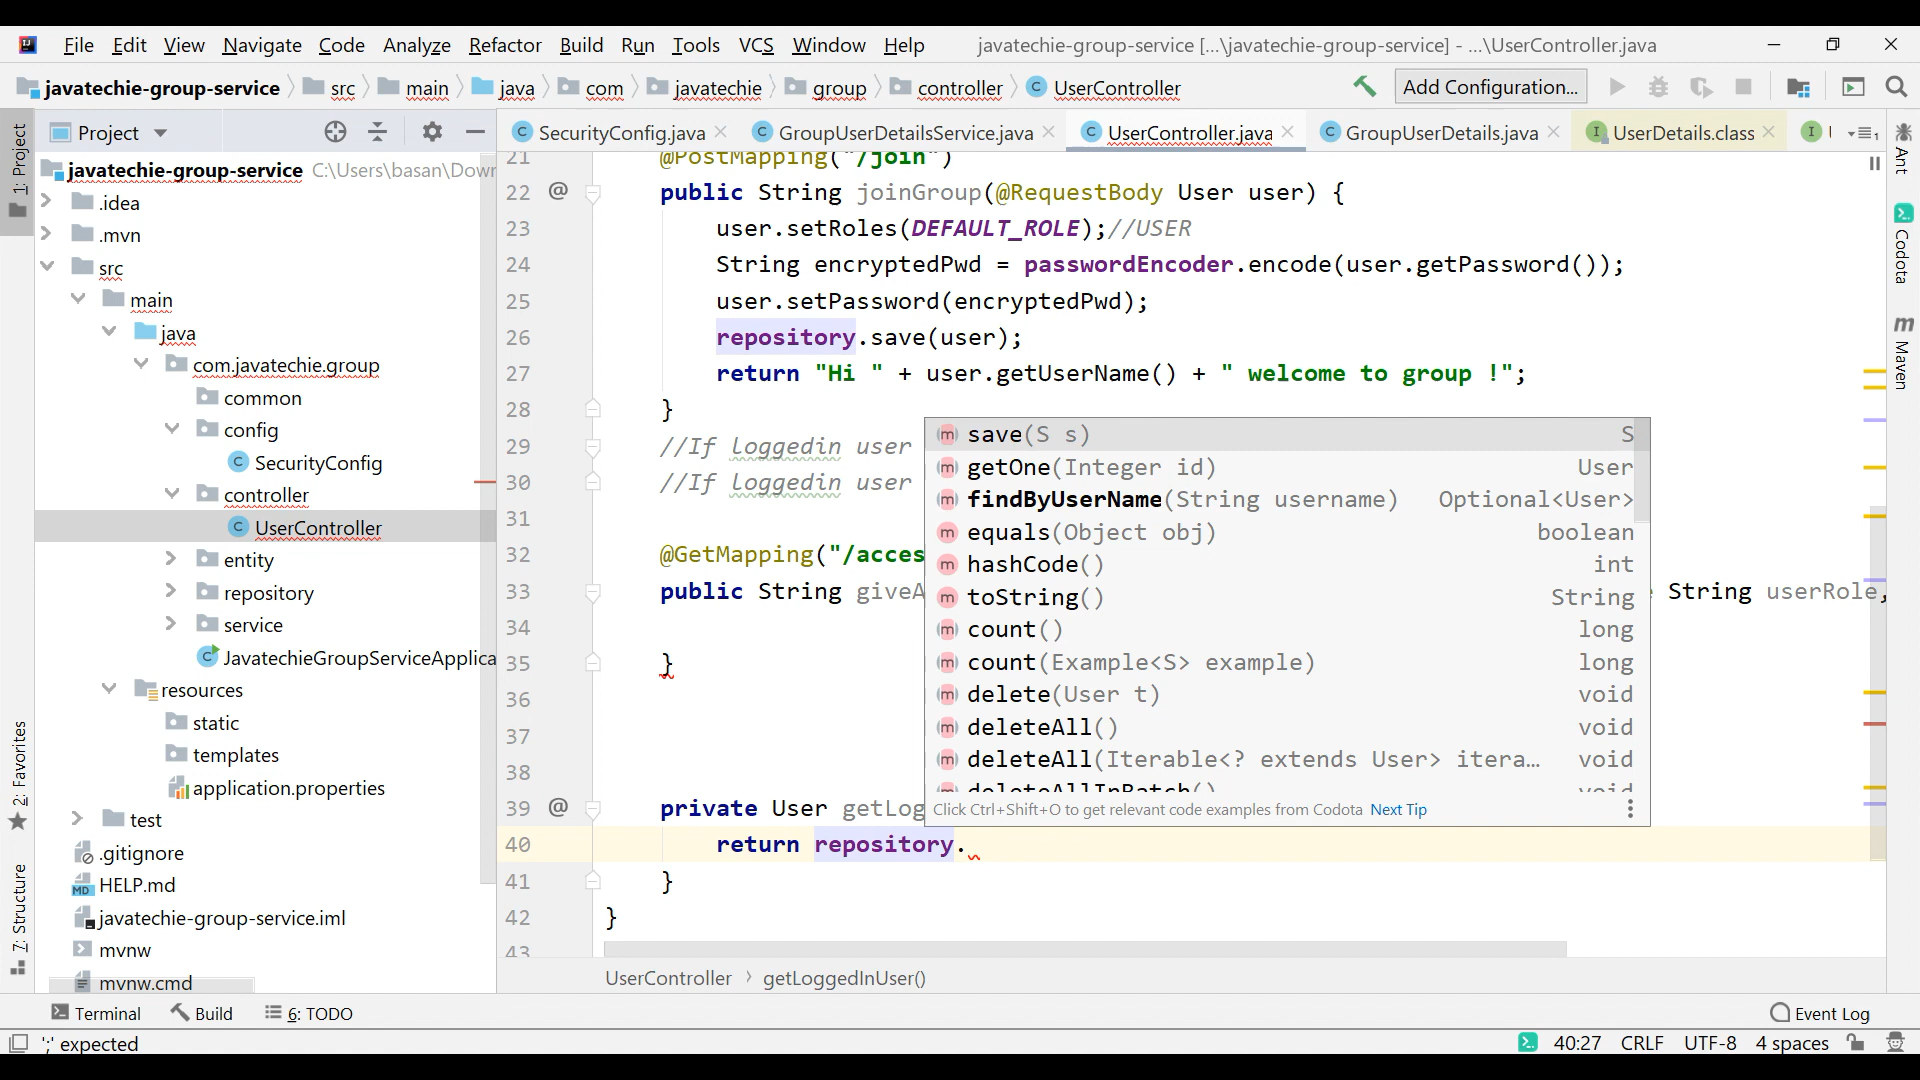 File Edit View Navigate Code Analyze Refactor Build Run Tools VCS Window Help javatechie-group-service [...\javatechie-group-service] - ...\UserController.java
javatechie-group-service src main java com javatechie group controller UserController Add Configuration...
Project
SecurityConfig.java GroupUserDetailsService.java UserController.java GroupUserDetails.java UserDetails.class
1: Project
2: Favorites
7: Structure
javatechie-group-service C:\Users\basan\Dowr
.idea
.mvn
src
main
java
com.javatechie.group
common
config
SecurityConfig
controller
UserController
entity
repository
service
JavatechieGroupServiceApplica
resources
static
templates
application.properties
test
.gitignore
HELP.md
javatechie-group-service.iml
mvnw
mvnw.cmd
21 @PostMapping("/join")
22 public String joinGroup(@RequestBody User user) {
23 user.setRoles(DEFAULT_ROLE);//USER
24 String encryptedPwd = passwordEncoder.encode(user.getPassword());
25 user.setPassword(encryptedPwd);
26 repository.save(user);
27 return "Hi " + user.getUserName() + " welcome to group !";
28 }
29 //If loggedin user
30 //If loggedin user
31
32 @GetMapping("/acces
33 public String giveA String userRole,
34
35 }
36
37
38
39 private User getLog
40 return repository.
41 }
42 }
43
save(S s) S
getOne(Integer id) User
findByUserName(String username) Optional<User>
equals(Object obj) boolean
hashCode() int
toString() String
count() long
count(Example<S> example) long
delete(User t) void
deleteAll() void
deleteAll(Iterable<? extends User> itera... void
deleteAllInBatch() void
Click Ctrl+Shift+O to get relevant code examples from Codota Next Tip
Ant
Codota
Maven
UserController getLoggedInUser()
Terminal Build 6: TODO Event Log
';' expected 40:27 CRLF UTF-8 4 spaces